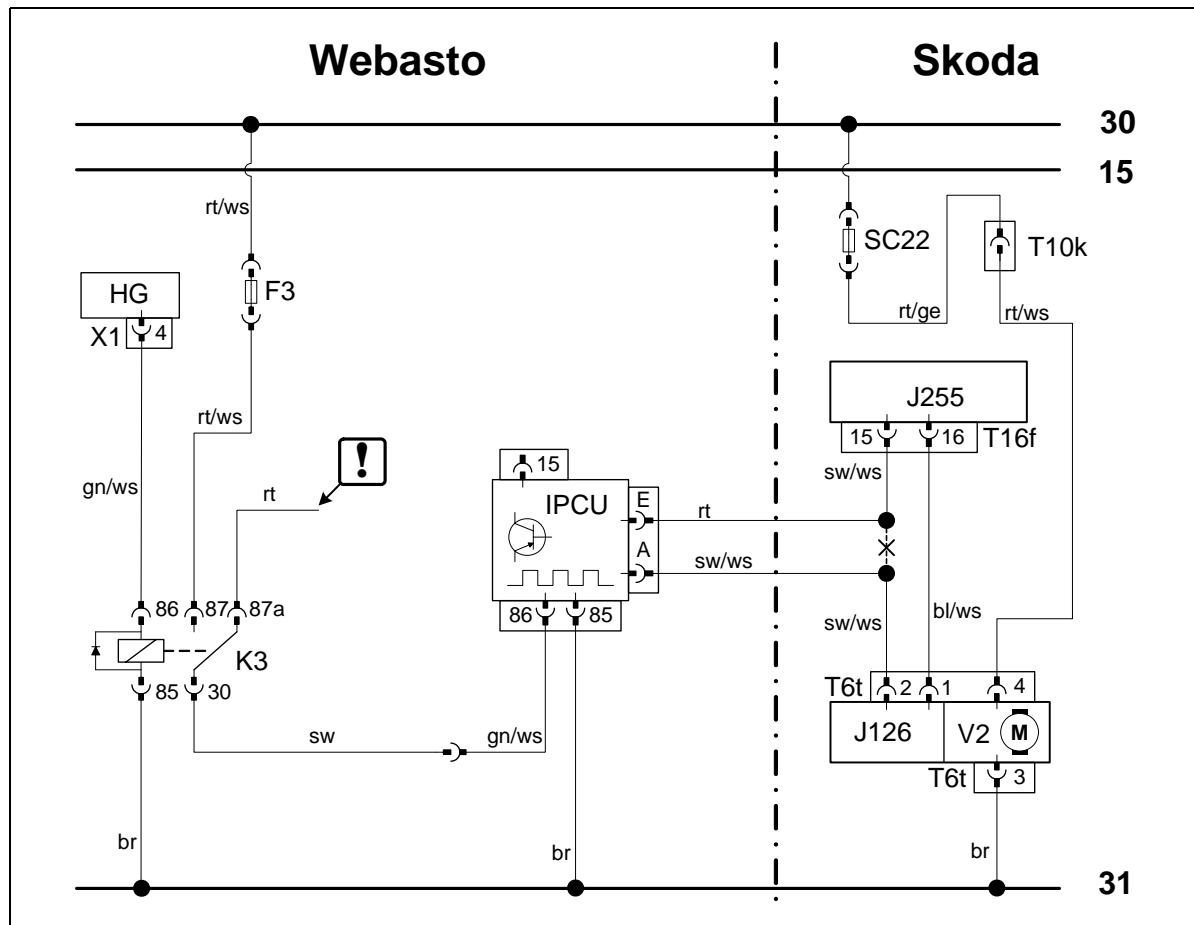 Webasto
Skoda
30
15
rt/ws
SC22
T10k
HG
F3
X1
4
rt/ge
rt/ws
J255
rt/ws
15
16
T16f
!
gn/ws
rt
15
sw/ws
IPCU
E
rt
A
sw/ws
86
87
87a
86
85
sw/ws
bl/ws
K3
85
30
T6t
2
1
4
sw
gn/ws
J126
V2
M
T6t
3
br
br
br
31